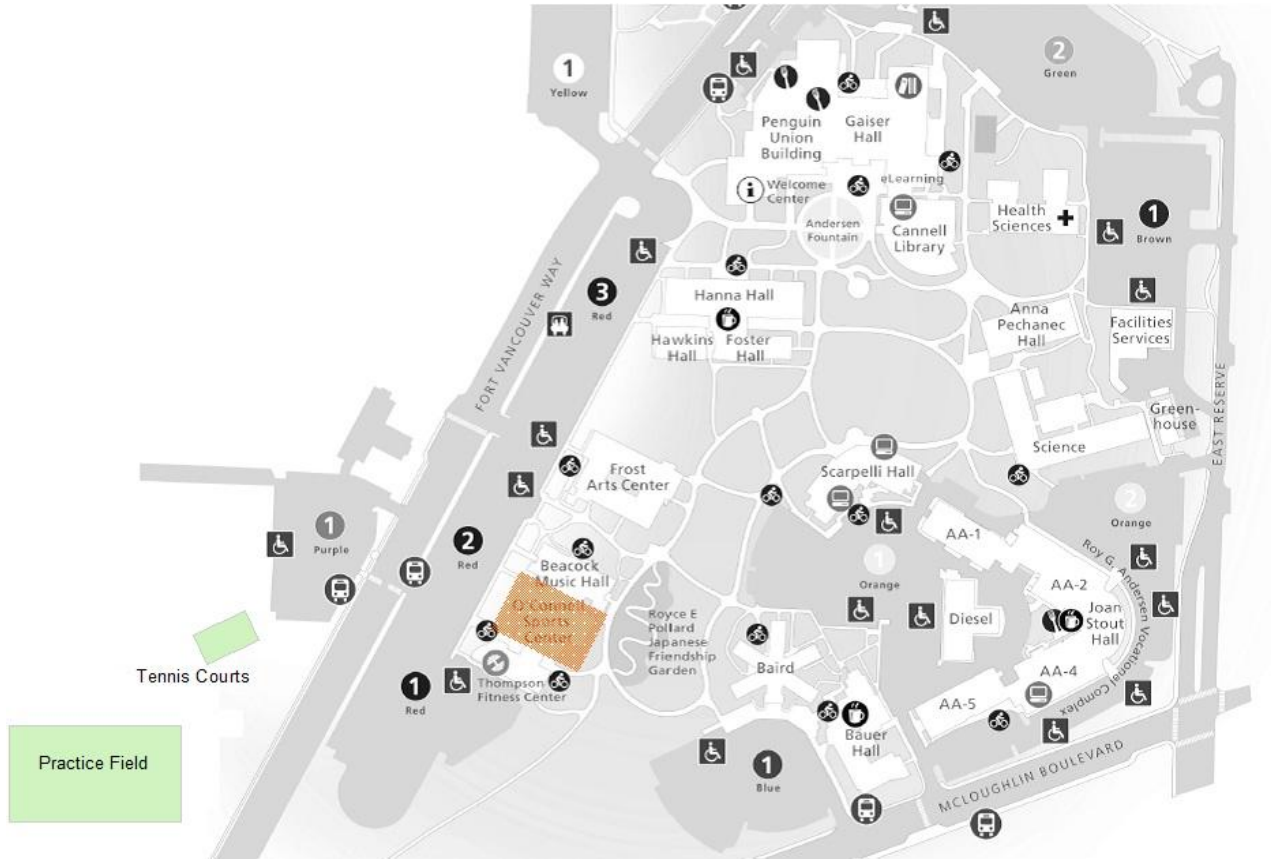 1
Yellow
2
Green
Penguin
Union
Building
Gaiser
Hall
i
Welcome
Center
eLearning
Andersen
Fountain
Cannell
Library
Health
Sciences
1
Brown
FORT VANCOUVER WAY
3
Red
Hanna Hall
Hawkins
Hall
Foster
Hall
Anna
Pechanec
Hall
Facilities
Services
EAST RESERVE
Green-
house
Science
Scarpelli Hall
Frost
Arts Center
1
Purple
2
Red
2
Orange
AA-1
1
Orange
Roy G. Andersen Vocational Complex
Beacock
Music Hall
O'Connell
Sports
Center
AA-2
Joan
Stout
Hall
Diesel
Royce E
Pollard
Japanese
Friendship
Garden
Baird
AA-4
AA-5
Tennis Courts
1
Red
Thompson
Fitness Center
Bauer
Hall
Practice Field
1
Blue
MCLOUGHLIN BOULEVARD